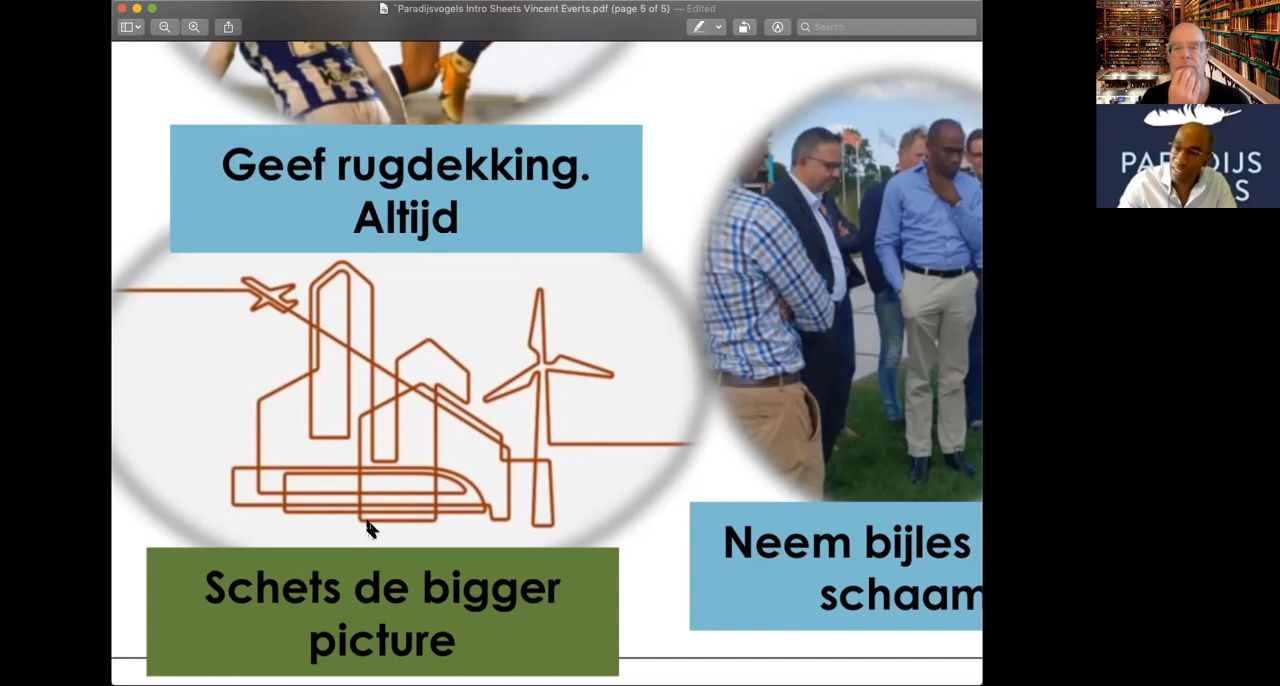 `Paradijsvogels Intro Sheets Vincent Everts.pdf (page 5 of 5) — Edited
Search
Geef rugdekking.
Altijd
Schets de bigger
picture
Neem bijles
schaam